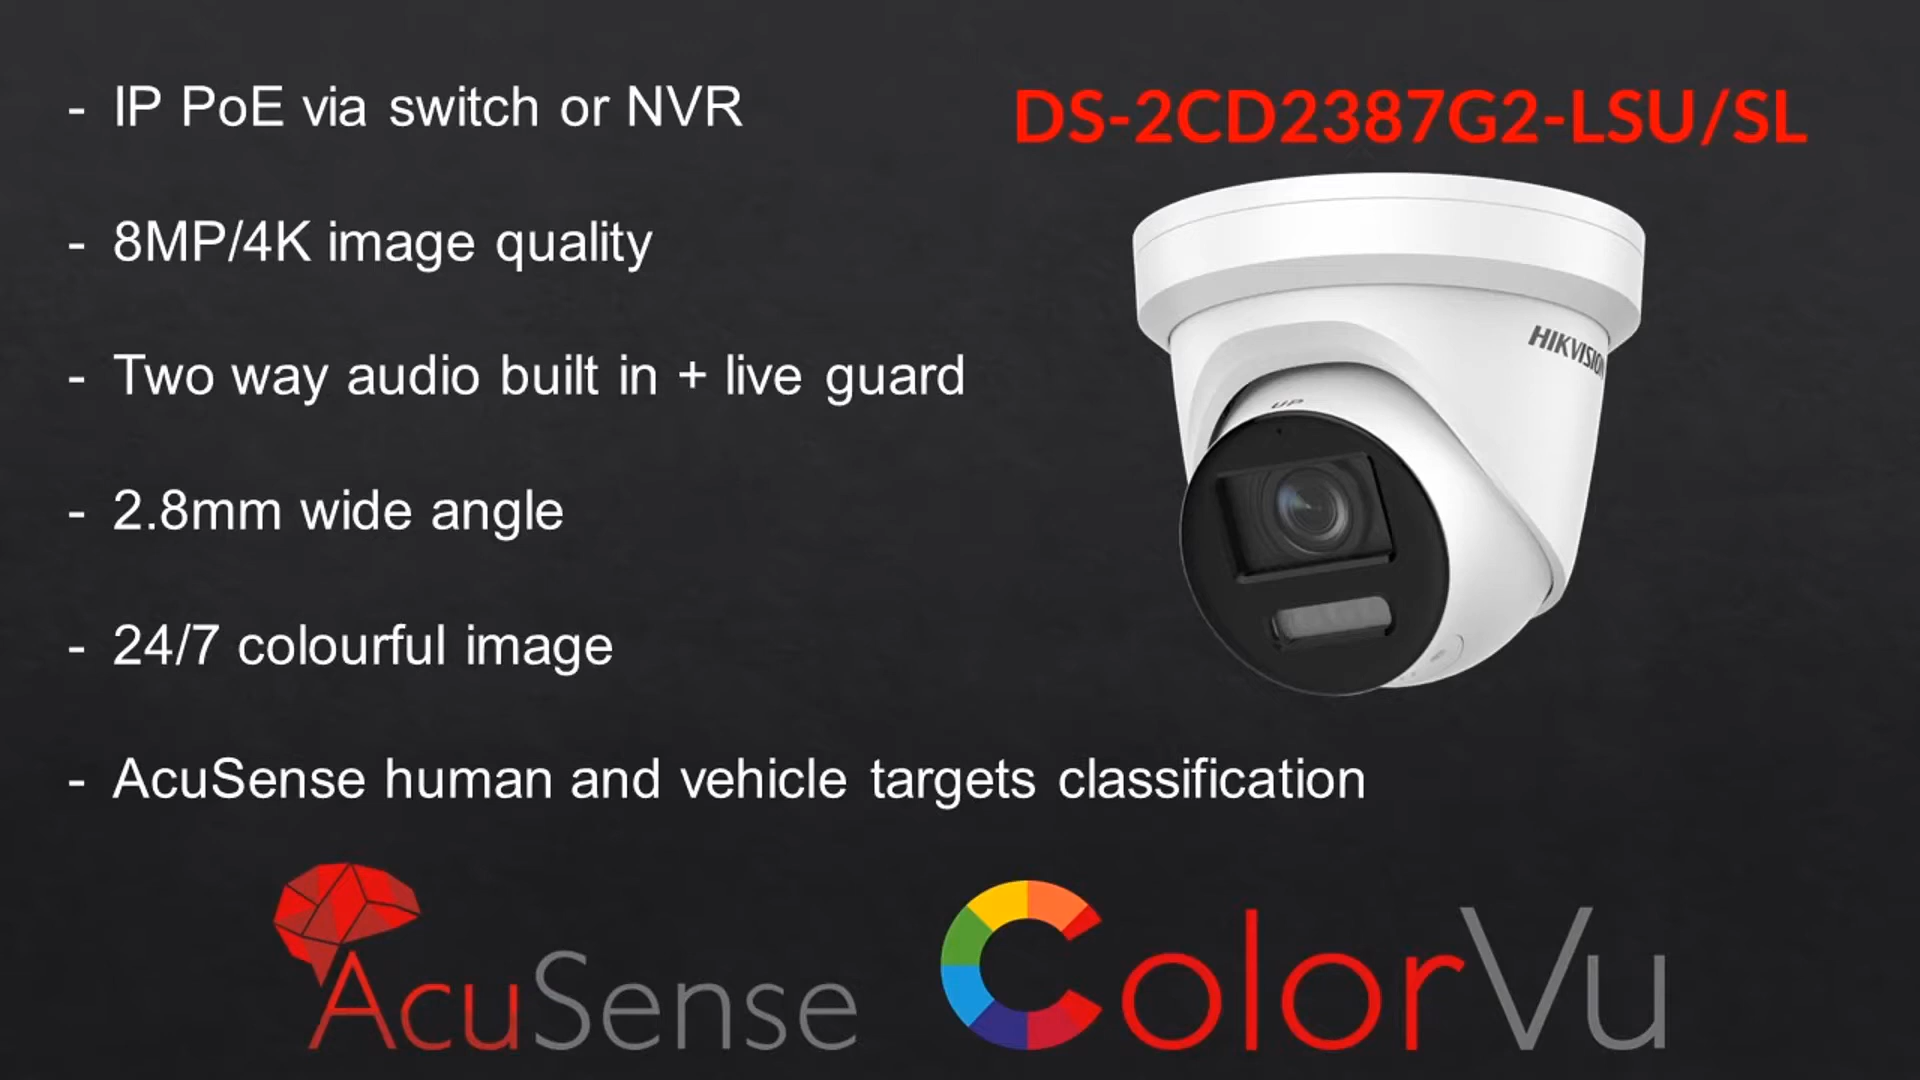 - IP PoE via switch or NVR
DS-2CD2387G2-LSU/SL
- 8MP/4K image quality
- Two way audio built in + live guard
HIKVISION
UP
- 2.8mm wide angle
- 24/7 colourful image
- AcuSense human and vehicle targets classification
AcuSense
ColorVu